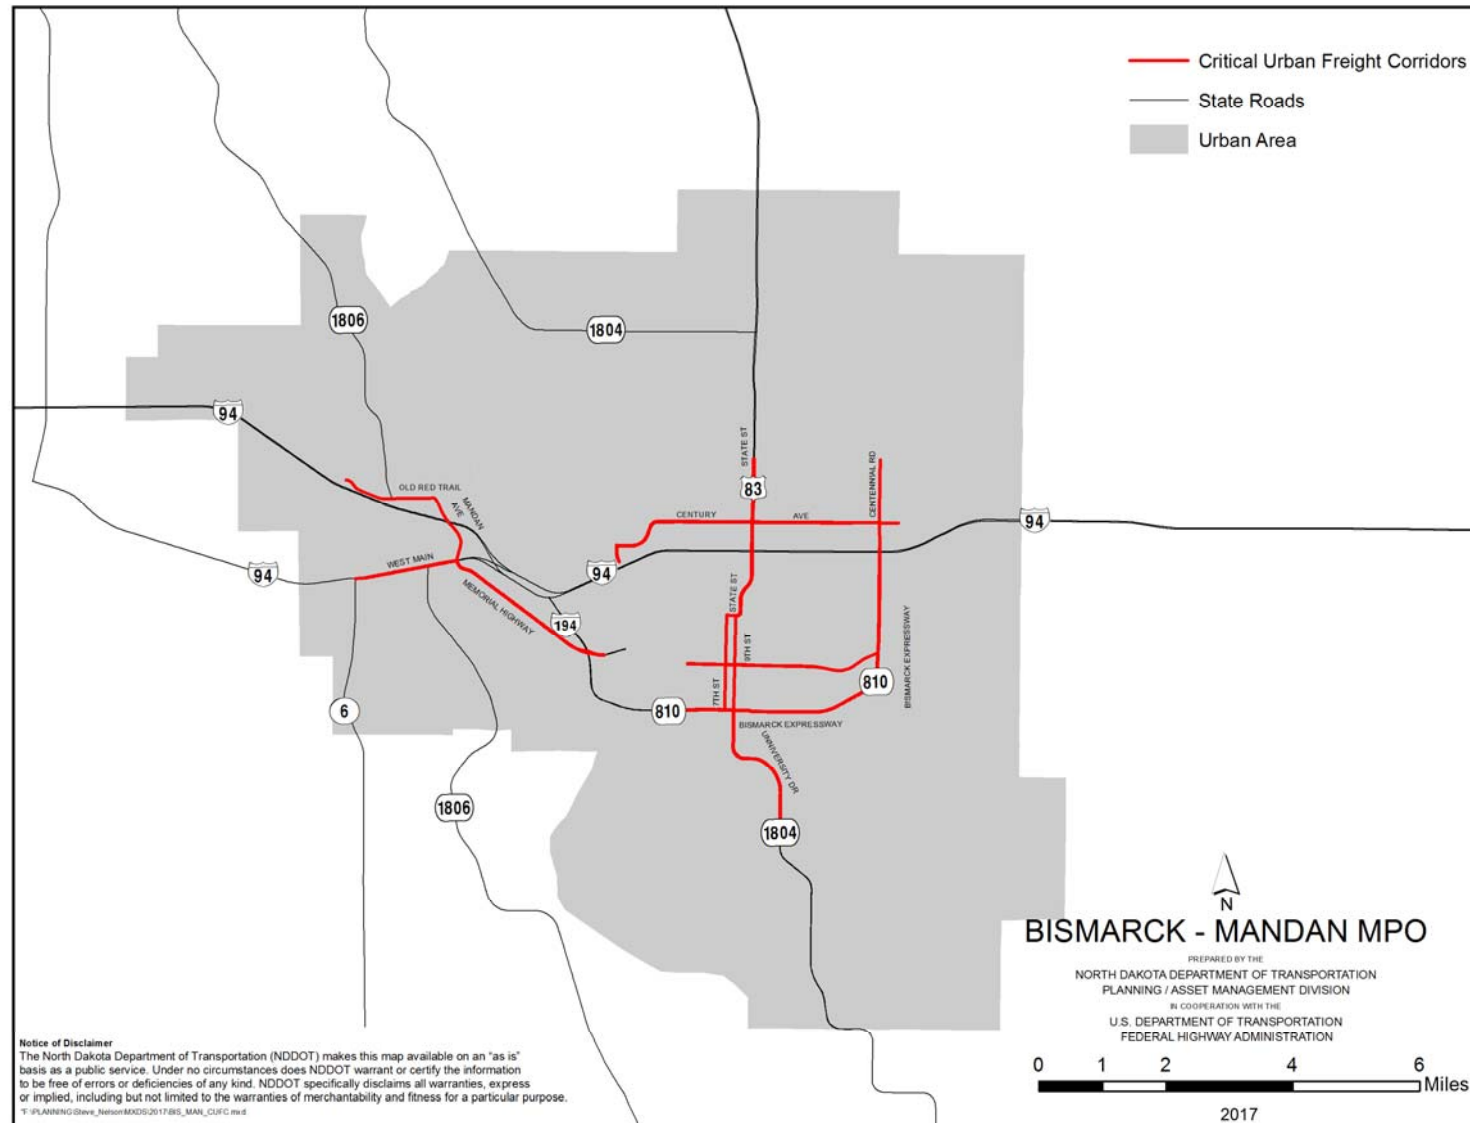 Critical Urban Freight Corridors
State Roads
Urban Area
1806
1804
94
STATE ST
83
CENTENNIAL RD
OLD RED TRAIL
MANDAN
AVE
CENTURY
AVE
94
WEST MAIN
94
94
MEMORIAL HIGHWAY
194
STATE ST
9TH ST
7TH ST
BISMARCK EXPRESSWAY
810
6
810
BISMARCK EXPRESSWAY
UNNIVERSITY DR
1806
1804
N
BISMARCK - MANDAN MPO
PREPARED BY THE
NORTH DAKOTA DEPARTMENT OF TRANSPORTATION
PLANNING / ASSET MANAGEMENT DIVISION
IN COOPERATION WITH THE
U.S. DEPARTMENT OF TRANSPORTATION
FEDERAL HIGHWAY ADMINISTRATION
0 1 2 4 6
Miles
2017
Notice of Disclaimer
The North Dakota Department of Transportation (NDDOT) makes this map available on an "as is"
basis as a public service. Under no circumstances does NDDOT warrant or certify the information
to be free of errors or deficiencies of any kind. NDDOT specifically disclaims all warranties, express
or implied, including but not limited to the warranties of merchantability and fitness for a particular purpose.
"F:\PLANNING\Steve_Nelson\MXDS\2017\BIS_MAN_CUFC.mxd